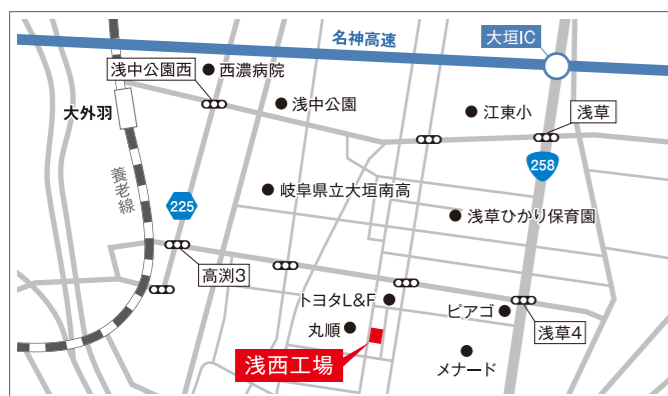 名神高速
大垣IC
浅中公園西
西濃病院
大外羽
浅中公園
江東小
浅草
養老線
258
岐阜県立大垣南高
225
浅草ひかり保育園
高渕3
トヨタL&F
ピアゴ
丸順
浅草4
浅西工場
メナード